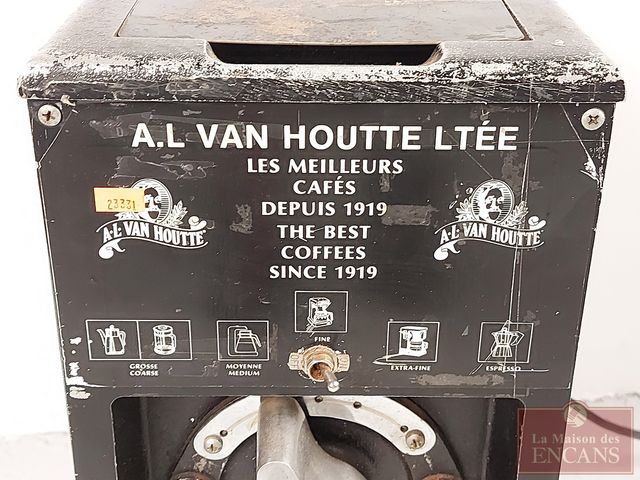 A.L VAN HOUTTE LTÉE
LES MEILLEURS
CAFÉS
DEPUIS 1919
THE BEST
COFFEES
SINCE 1919
23331
A·L·VAN HOUTTE
A·L·VAN HOUTTE
FINE
GROSSE
COARSE
MOYENNE
MEDIUM
EXTRA-FINE
ESPRESSO
La Maison des
ENCANS